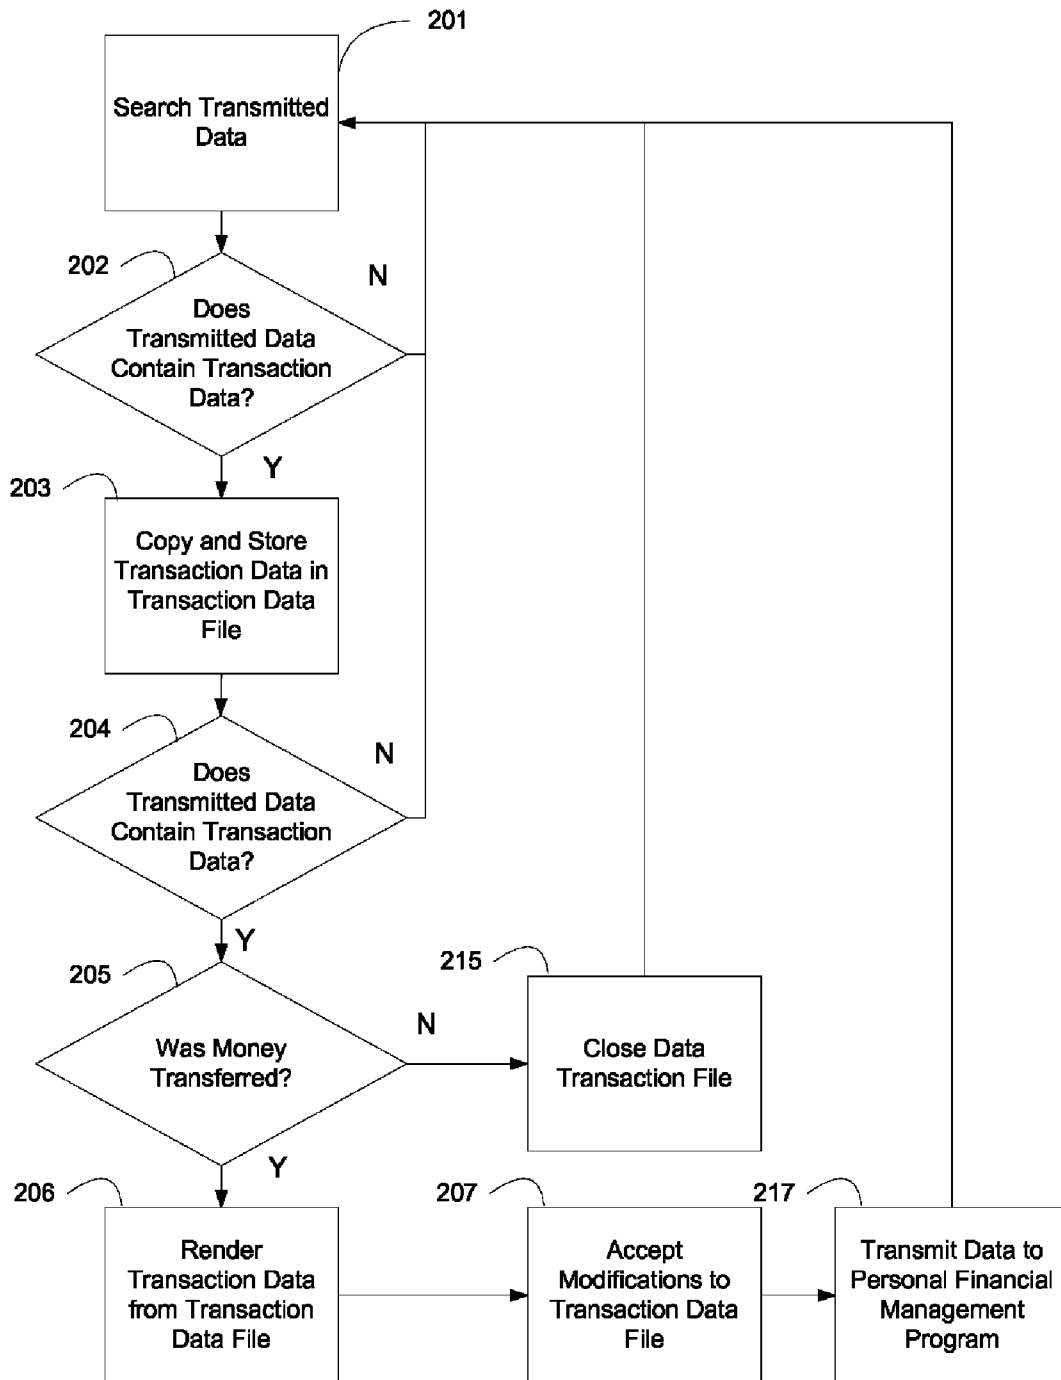 201
Search Transmitted
Data
202
N
Does
Transmitted Data
Contain Transaction
Data?
Y
203
Copy and Store
Transaction Data in
Transaction Data
File
204
N
Does
Transmitted Data
Contain Transaction
Data?
Y
205
Was Money
Transferred?
N
215
Close Data
Transaction File
Y
206
Render
Transaction Data
from Transaction
Data File
207
Accept
Modifications to
Transaction Data
File
217
Transmit Data to
Personal Financial
Management
Program